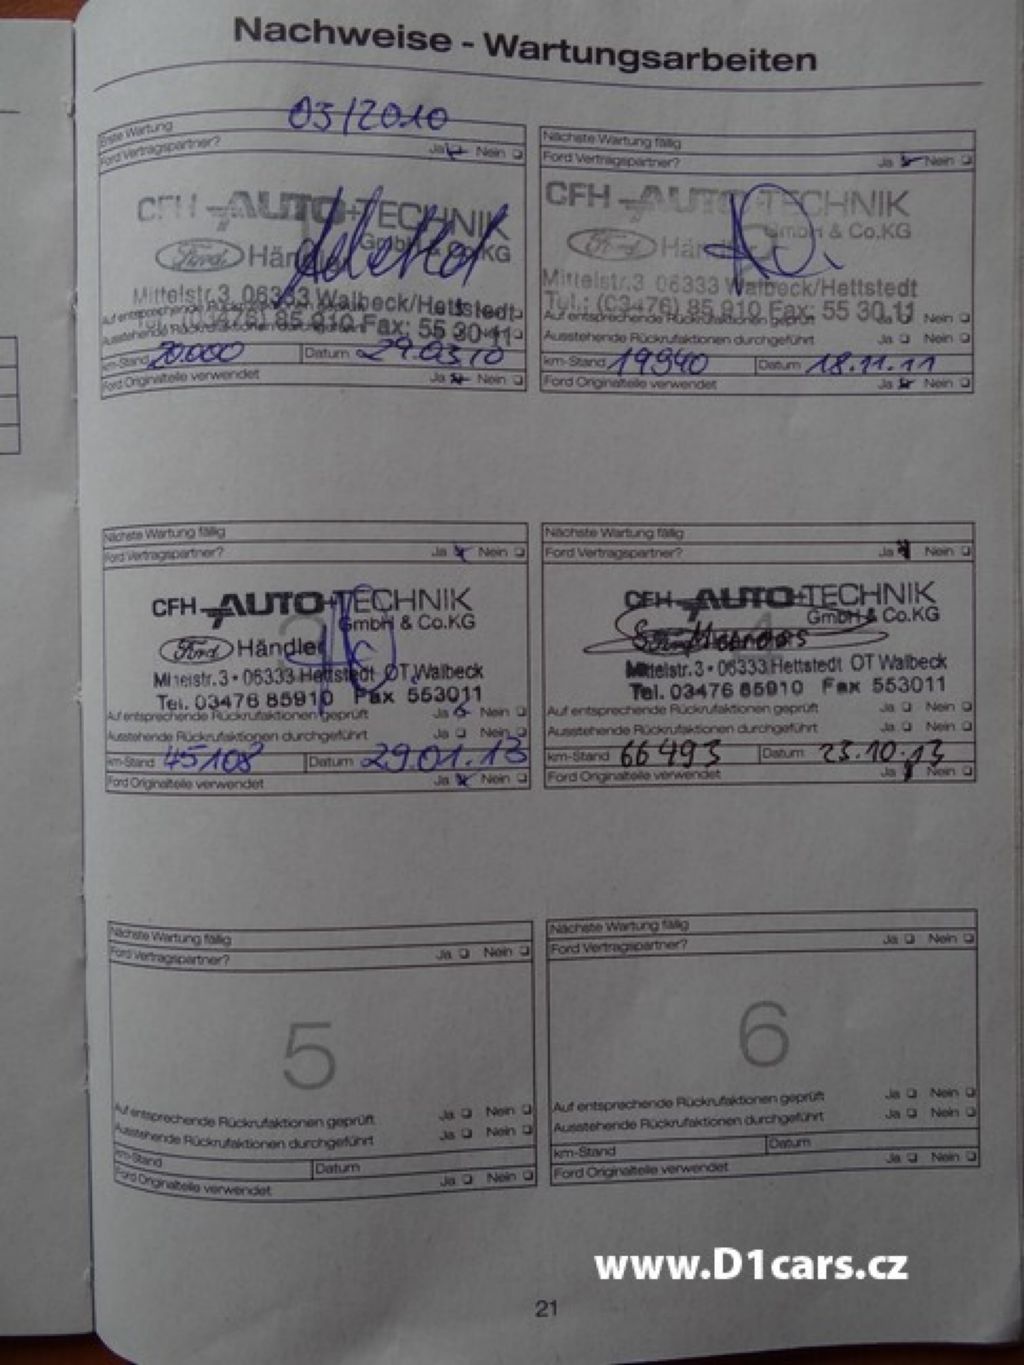 Nachweise - Wartungsarbeiten
Erste Wartung 03/2010
Ford Vertragspartner? Ja Nein
CFH AUTO+TECHNIK
GmbH & Co.KG
Ford Händler
Mittelstr.3 06333 Walbeck/Hettstedt
Tel.: (03476) 85 910 Fax: 55 30 11
Auf entsprechende Rückrufaktionen geprüft Ja Nein
Ausstehende Rückrufaktionen durchgeführt Ja Nein
km-Stand 20.000 Datum 29.03.10
Ford Originalteile verwendet Ja Nein
Nächste Wartung fällig
Ford Vertragspartner? Ja Nein
CFH AUTO+TECHNIK
GmbH & Co.KG
Ford Händler
Mittelstr.3 06333 Walbeck/Hettstedt
Tel.: (03476) 85 910 Fax: 55 30 11
Auf entsprechende Rückrufaktionen geprüft Ja Nein
Ausstehende Rückrufaktionen durchgeführt Ja Nein
km-Stand 19940 Datum 18.11.11
Ford Originalteile verwendet Ja Nein
Nächste Wartung fällig
Ford Vertragspartner? Ja Nein
CFH AUTO+TECHNIK
GmbH & Co.KG
Ford Händler
Mittelstr. 3 • 06333 Hettstedt OT Walbeck
Tel. 03476 85910 Fax 553011
Auf entsprechende Rückrufaktionen geprüft Ja Nein
Ausstehende Rückrufaktionen durchgeführt Ja Nein
km-Stand 45108 Datum 29.01.13
Ford Originalteile verwendet Ja Nein
Nächste Wartung fällig
Ford Vertragspartner? Ja Nein
CFH AUTO+TECHNIK
GmbH & Co.KG
Mittelstr. 3 • 06333 Hettstedt OT Walbeck
Tel. 03476 85910 Fax 553011
Auf entsprechende Rückrufaktionen geprüft Ja Nein
Ausstehende Rückrufaktionen durchgeführt Ja Nein
km-Stand 66493 Datum 23.10.13
Ford Originalteile verwendet Ja Nein
Nächste Wartung fällig
Ford Vertragspartner? Ja Nein
5
Auf entsprechende Rückrufaktionen geprüft Ja Nein
Ausstehende Rückrufaktionen durchgeführt Ja Nein
km-Stand Datum
Ford Originalteile verwendet Ja Nein
Nächste Wartung fällig
Ford Vertragspartner? Ja Nein
6
Auf entsprechende Rückrufaktionen geprüft Ja Nein
Ausstehende Rückrufaktionen durchgeführt Ja Nein
km-Stand Datum
Ford Originalteile verwendet Ja Nein
www.D1cars.cz
21